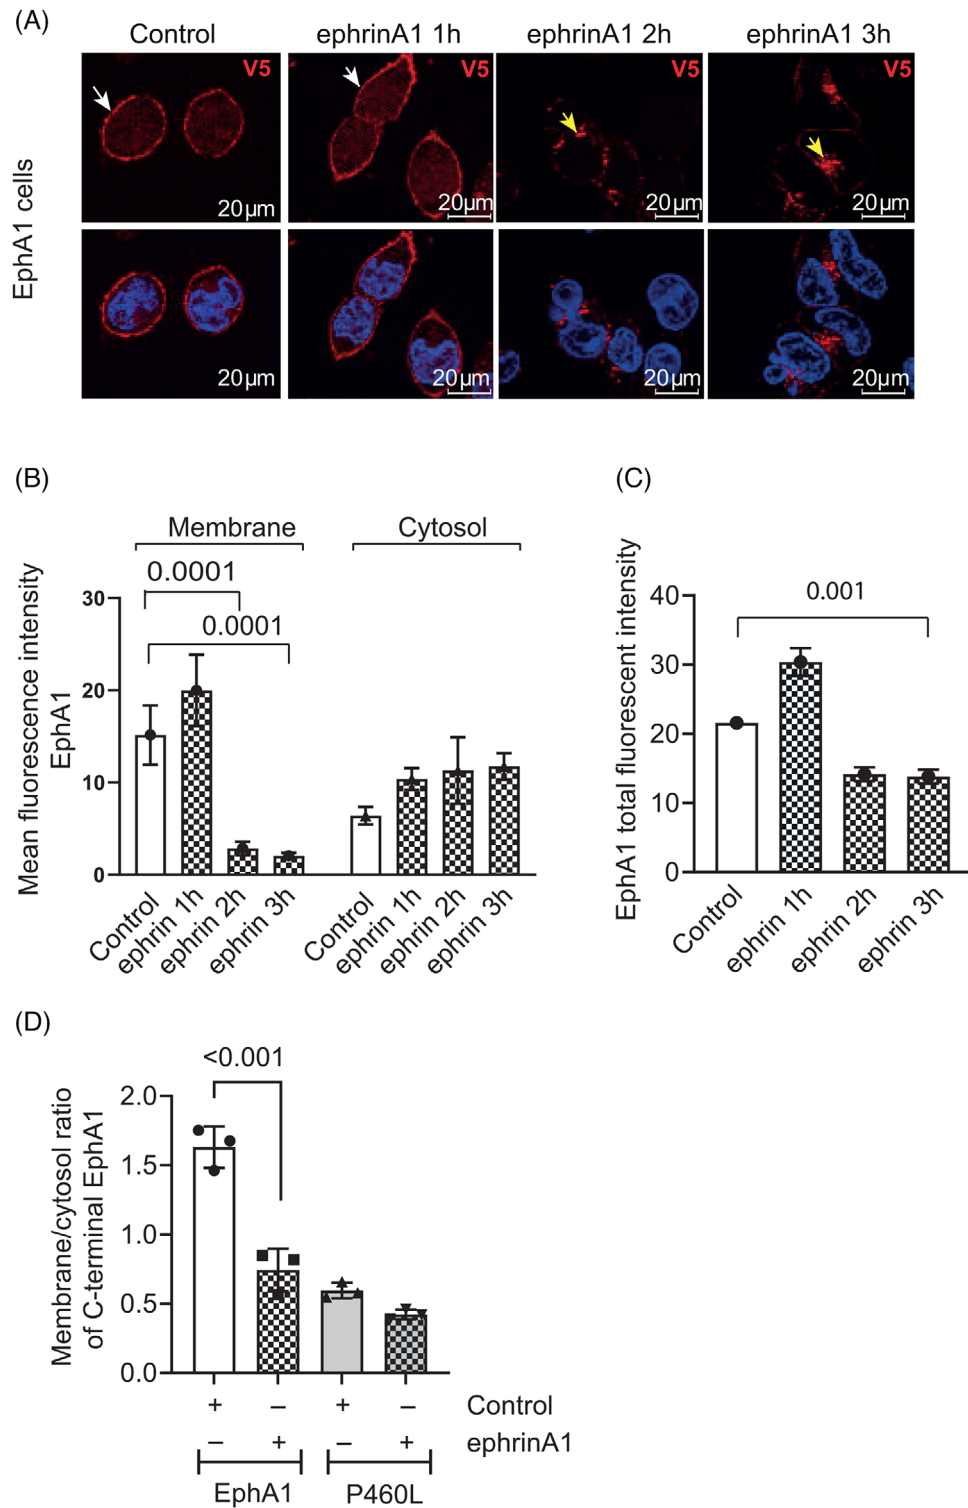 (A)
Control
ephrinA1 1h
ephrinA1 2h
ephrinA1 3h
EphA1 cells
V5
V5
V5
V5
20µm
20µm
20µm
20µm
20µm
20µm
20µm
20µm
(B)
Membrane
Cytosol
0.0001
0.0001
Mean fluorescence intensity
EphA1
30
20
10
0
Control
ephrin 1h
ephrin 2h
ephrin 3h
Control
ephrin 1h
ephrin 2h
ephrin 3h
(C)
0.001
EphA1 total fluorescent intensity
40
30
20
10
0
Control
ephrin 1h
ephrin 2h
ephrin 3h
(D)
<0.001
Membrane/cytosol ratio
of C-terminal EphA1
2.0
1.5
1.0
0.5
0.0
+ – + – Control
– + – + ephrinA1
EphA1 P460L